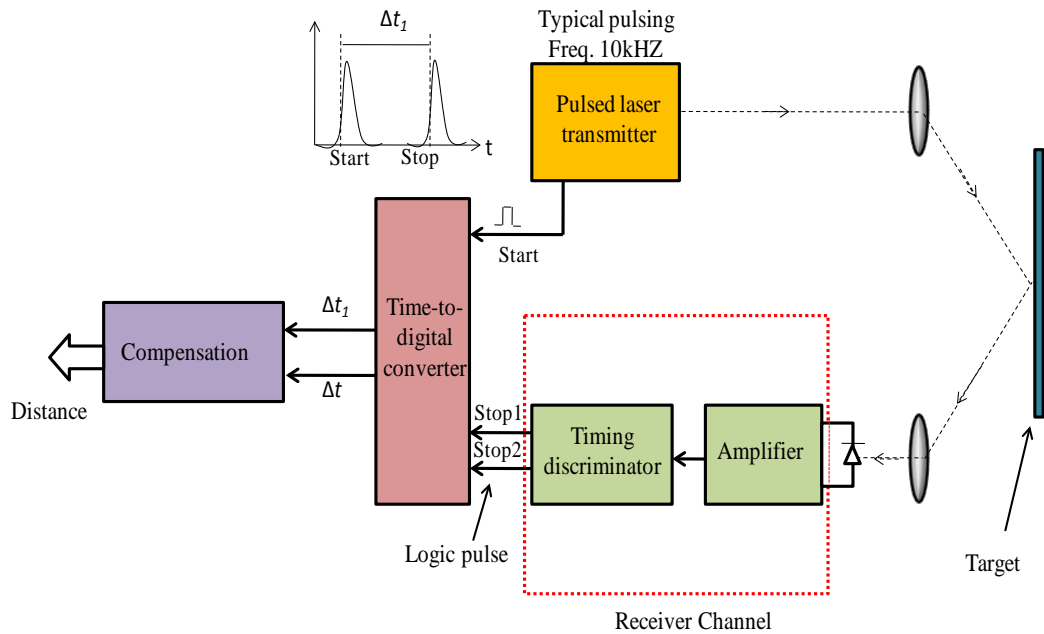 Δt₁
Start
Stop
t
Typical pulsing
Freq. 10kHZ
Pulsed laser
transmitter
Start
Time-to-
digital
converter
Δt₁
Δt
Compensation
Distance
Stop1
Stop2
Timing
discriminator
Amplifier
Logic pulse
Target
Receiver Channel